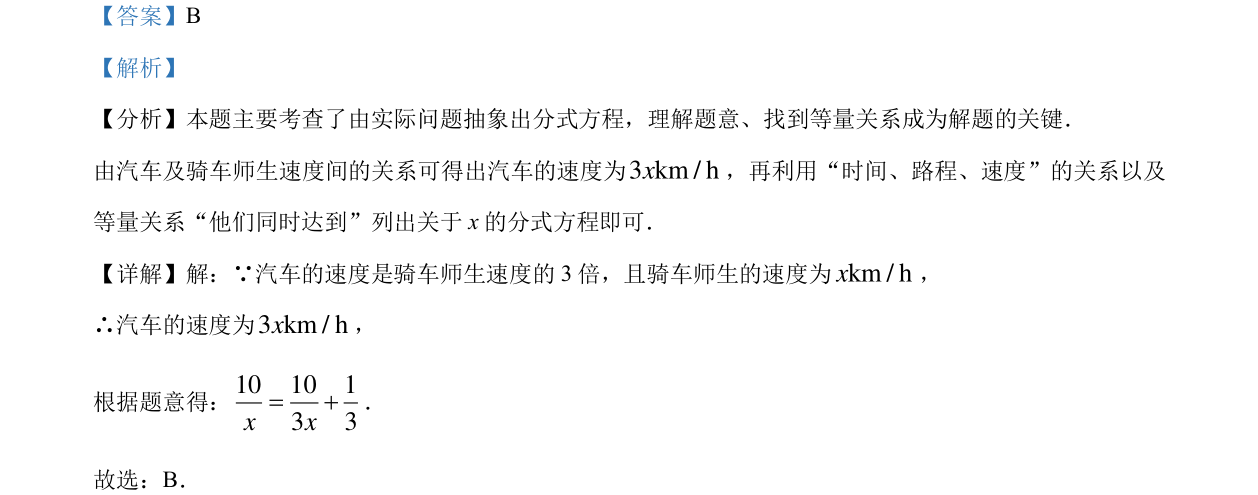 【答案】B
【解析】
【分析】本题主要考查了由实际问题抽象出分式方程，理解题意、找到等量关系成为解题的关键．
由汽车及骑车师生速度间的关系可得出汽车的速度为3xkm / h，再利用“时间、路程、速度”的关系以及
等量关系“他们同时达到”列出关于 x 的分式方程即可．
【详解】解：∵汽车的速度是骑车师生速度的 3 倍，且骑车师生的速度为 xkm / h，
∴汽车的速度为3xkm / h，
根据题意得：10/x = 10/3x + 1/3．
故选：B．